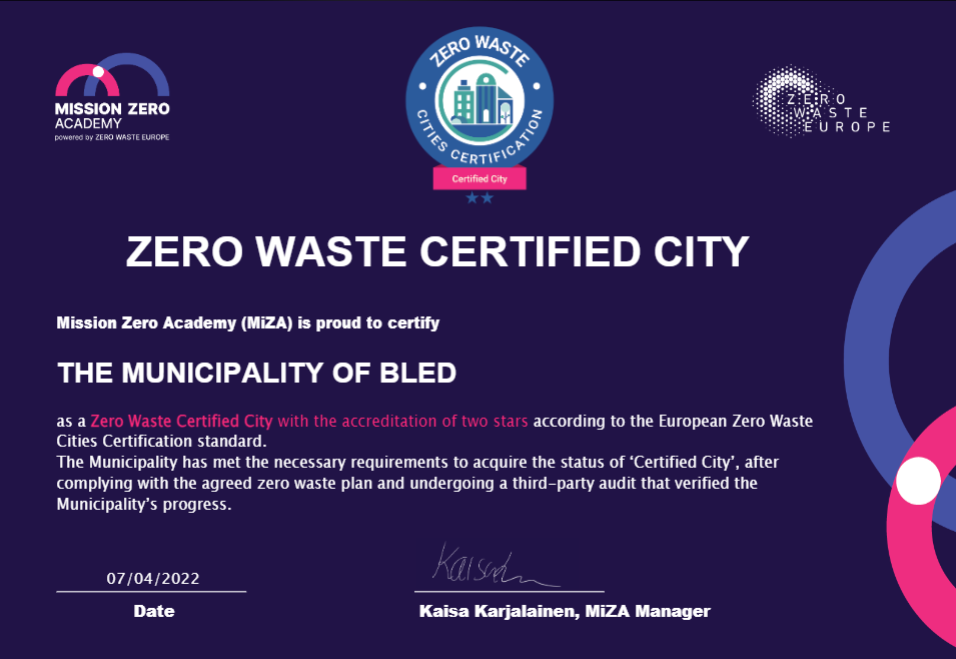 MISSION ZERO
ACADEMY
powered by ZERO WASTE EUROPE
ZERO WASTE
CITIES CERTIFICATION
Certified City
ZERO
WASTE
EUROPE
ZERO WASTE CERTIFIED CITY
Mission Zero Academy (MiZA) is proud to certify
THE MUNICIPALITY OF BLED
as a Zero Waste Certified City with the accreditation of two stars according to the European Zero Waste
Cities Certification standard.
The Municipality has met the necessary requirements to acquire the status of ‘Certified City’, after
complying with the agreed zero waste plan and undergoing a third-party audit that verified the
Municipality’s progress.
07/04/2022
Date
Kaisa Karjalainen, MiZA Manager